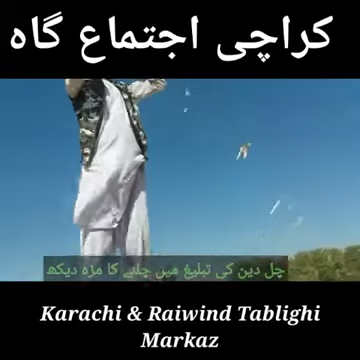 کراچی اجتماع گاہ
چل دین کی تبلیغ میں چلنے کا مزہ دیکھ
Karachi & Raiwind Tablighi
Markaz